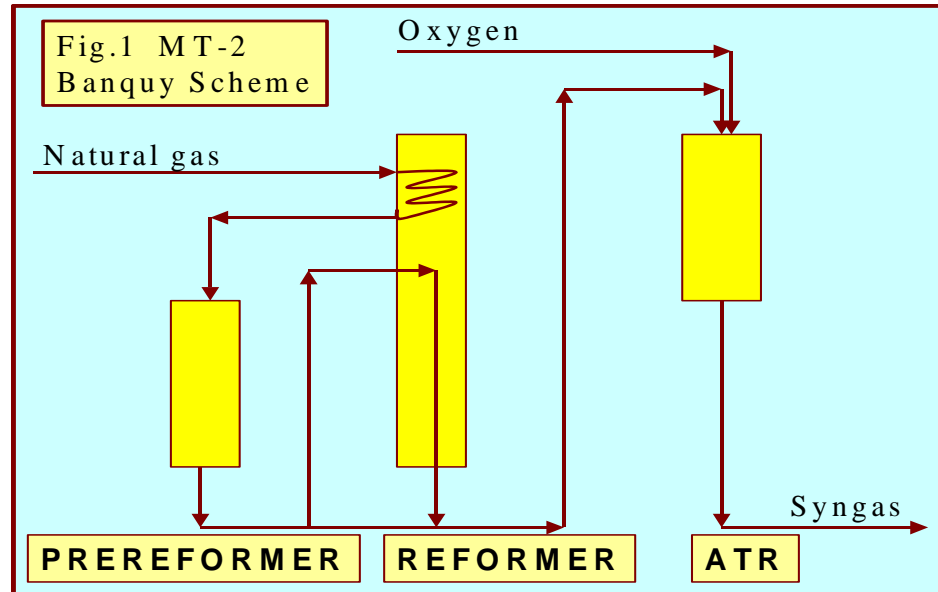 Fig.1 MT-2
Banquy Scheme
Oxygen
Natural gas
Syngas
PREREFORMER
REFORMER
ATR